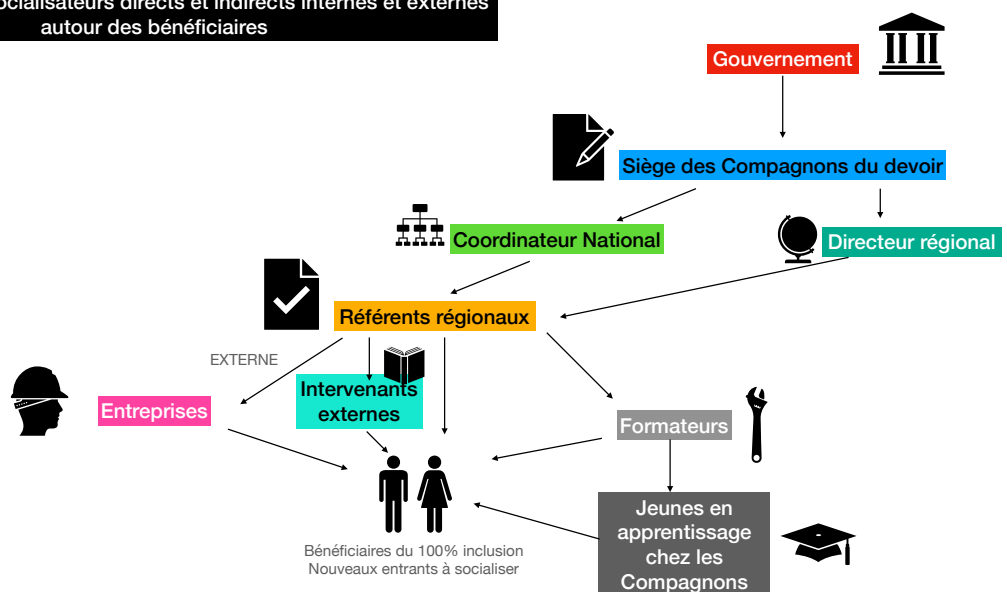 ocialisateurs directs et indirects internes et externes
autour des bénéficiaires
Gouvernement
Siège des Compagnons du devoir
Coordinateur National
Directeur régional
Référents régionaux
EXTERNE
Intervenants
externes
Entreprises
Formateurs
Jeunes en
apprentissage
chez les
Compagnons
Bénéficiaires du 100% inclusion
Nouveaux entrants à socialiser